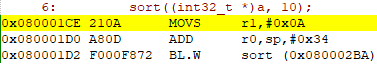 6: sort((int32_t *)a, 10);
0x080001CE 210A MOVS r1,#0x0A
0x080001D0 A80D ADD r0,sp,#0x34
0x080001D2 F000F872 BL.W sort (0x080002BA)